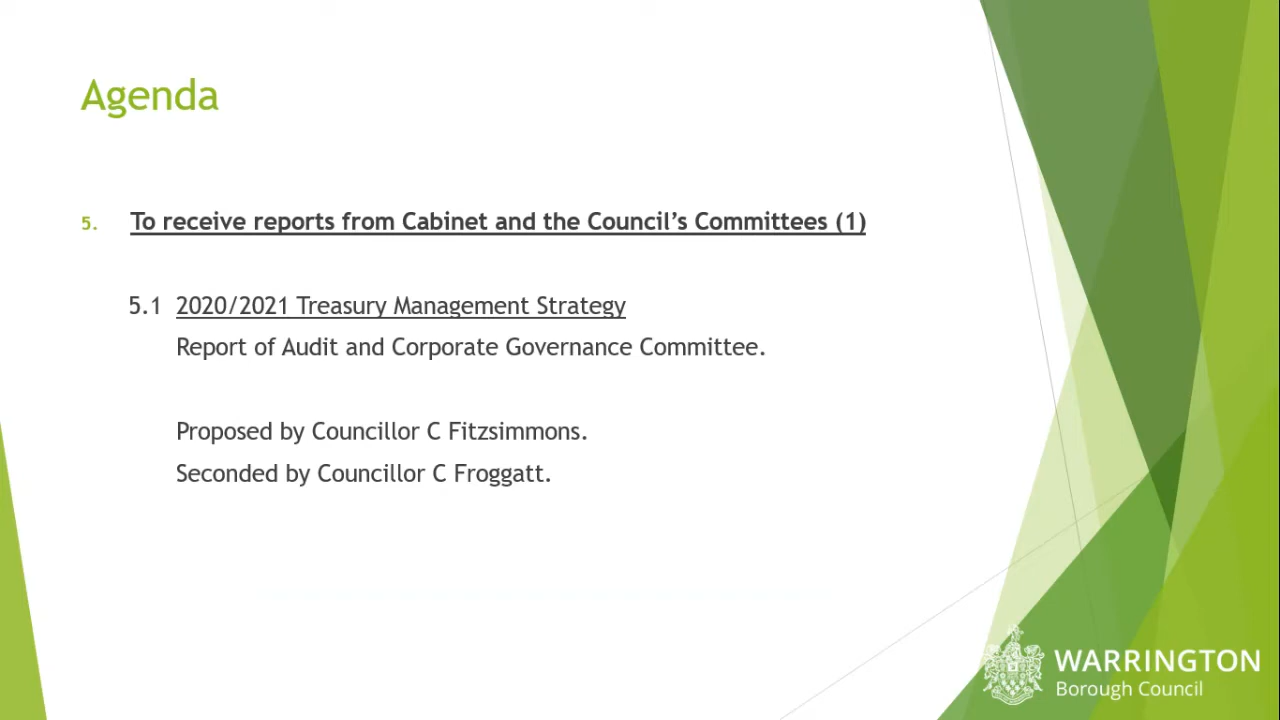 Agenda
5. To receive reports from Cabinet and the Council's Committees (1)
5.1 2020/2021 Treasury Management Strategy
Report of Audit and Corporate Governance Committee.
Proposed by Councillor C Fitzsimmons.
Seconded by Councillor C Froggatt.
WARRINGTON
Borough Council